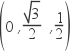 (0, √3/2, 1/2)